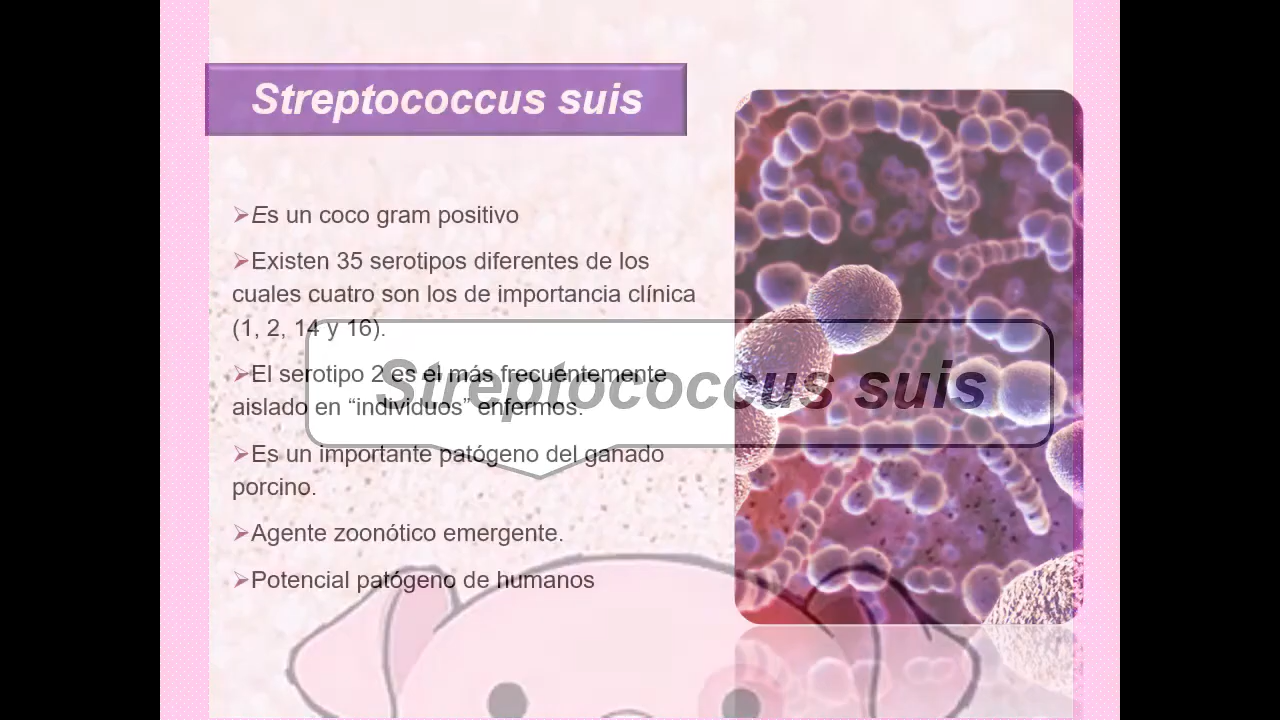 Streptococcus suis
➢Es un coco gram positivo
➢Existen 35 serotipos diferentes de los
cuales cuatro son los de importancia clínica
(1, 2, 14 y 16).
➢El serotipo 2 es el más frecuentemente
aislado en “individuos” enfermos.
➢Es un importante patógeno del ganado
porcino.
➢Agente zoonótico emergente.
➢Potencial patógeno de humanos
Streptococcus suis